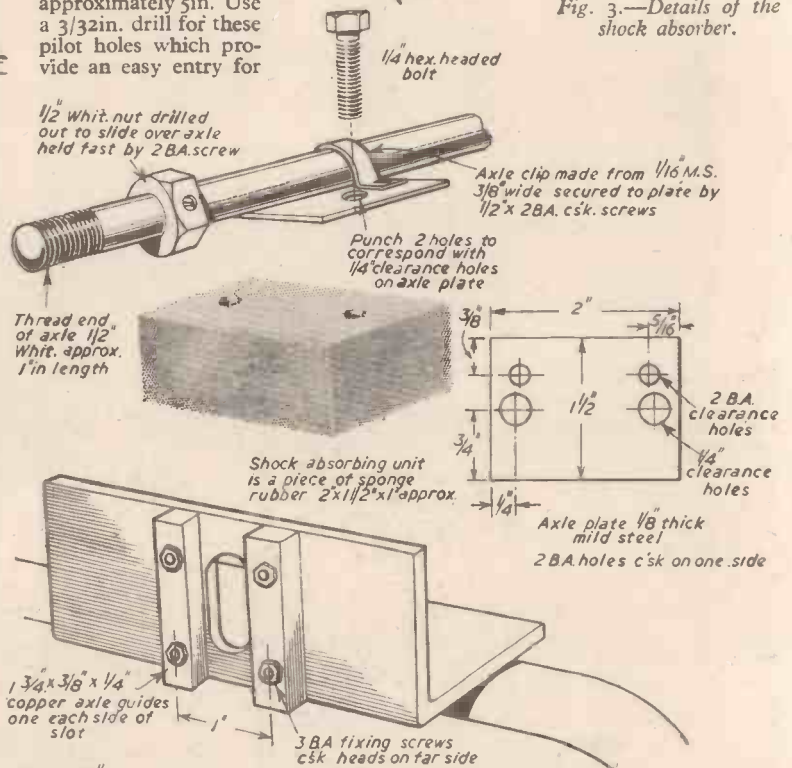 approximately 5in. Use
a 3/32in. drill for these
pilot holes which pro-
vide an easy entry for
Fig. 3.—Details of the
shock absorber.
1/4" hex. headed
bolt
1/2" Whit. nut drilled
out to slide over axle
held fast by 2 B.A. screw
Axle clip made from 1/16" M.S.
3/8" wide secured to plate by
1/2" x 2BA. c'sk. screws
Punch 2 holes to
correspond with
1/4" clearance holes
on axle plate
Thread end
of axle 1/2"
Whit. approx.
1" in length
2"
3/8"
5/16"
1 1/2"
3/4"
1/4"
2 B.A.
clearance
holes
1/4"
clearance
holes
Shock absorbing unit
is a piece of sponge
rubber 2"x1 1/2"x1" approx.
Axle plate 1/8" thick
mild steel
2 B.A. holes c'sk on one side
1 3/4" x 3/8" x 1/4"
copper axle guides
one each side of
slot
1"
3 BA fixing screws
c'sk heads on far side